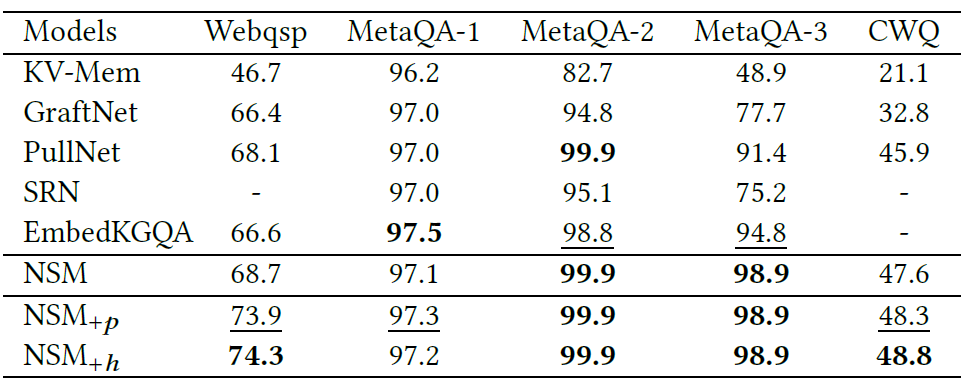 Models Webqsp MetaQA-1 MetaQA-2 MetaQA-3 CWQ
KV-Mem 46.7 96.2 82.7 48.9 21.1
GraftNet 66.4 97.0 94.8 77.7 32.8
PullNet 68.1 97.0 99.9 91.4 45.9
SRN - 97.0 95.1 75.2 -
EmbedKGQA 66.6 97.5 98.8 94.8 -
NSM 68.7 97.1 99.9 98.9 47.6
NSM+p 73.9 97.3 99.9 98.9 48.3
NSM+h 74.3 97.2 99.9 98.9 48.8